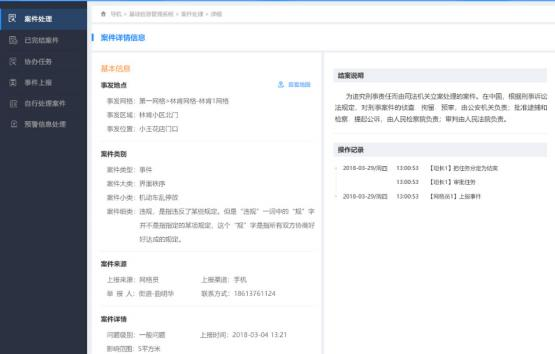 案件处理
已完结案件
协办任务
事件上报
自行处理案件
预警信息处理
导航 > 基础信息管理系统 > 案件处理 > 详细
案件详情信息
基本信息
事发地点
查看地图
事发网格：第一网格>林肯网格-林肯1网格
事发区域：林肯小区北门
事发位置：小王花店门口
案件类别
案件类型：事件
案件大类：界面秩序
案件小类：机动车乱停放
案件细类：违规，是指违反了某些规定。但是“违规”一词中的“规”字
并不是指指定的某项规定，这个“规”字是指所有双方协商好
好达成的规定。
案件来源
上报来源：网格员
上报渠道：手机
举 报 人：街道-曲明华
联系方式：18613761124
案件详情
问题级别：一般问题
上报时间：2018-03-04 13:21
影响范围：5平方米
结案说明
为追究刑事责任而由司法机关立案处理的案件。在中国，根据刑事诉讼
法规定，对刑事案件的侦查 拘留 预审，由公安机关负责；批准逮捕和
检察 提起公诉，由人民检察院负责；审判由人民法院负责。
操作记录
2018-03-29/周四 13:00:53 【组长1】把任务分定为结案
13:00:53 【组长1】审批任务
2018-03-29/周四 13:00:53 【网格员1】上报事件